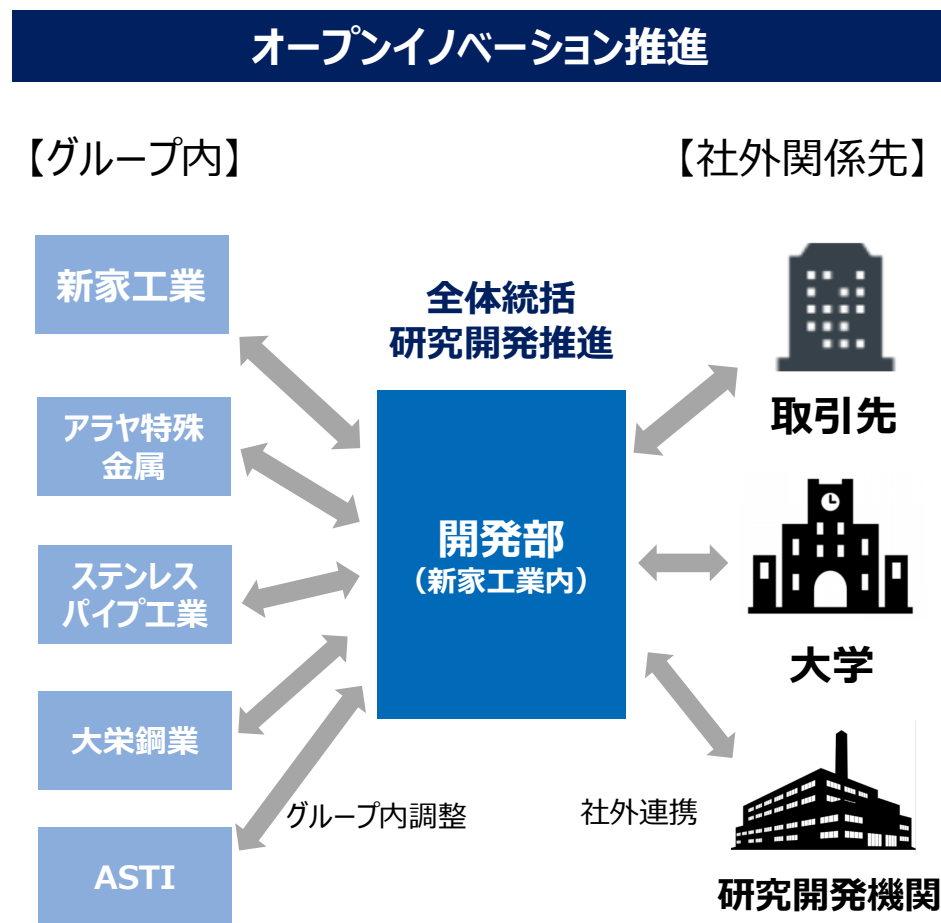 オープンイノベーション推進
【グループ内】
【社外関係先】
新家工業
アラヤ特殊
金属
ステンレス
パイプ工業
大栄鋼業
ASTI
全体統括
研究開発推進
開発部
（新家工業内）
グループ内調整
社外連携
取引先
大学
研究開発機関